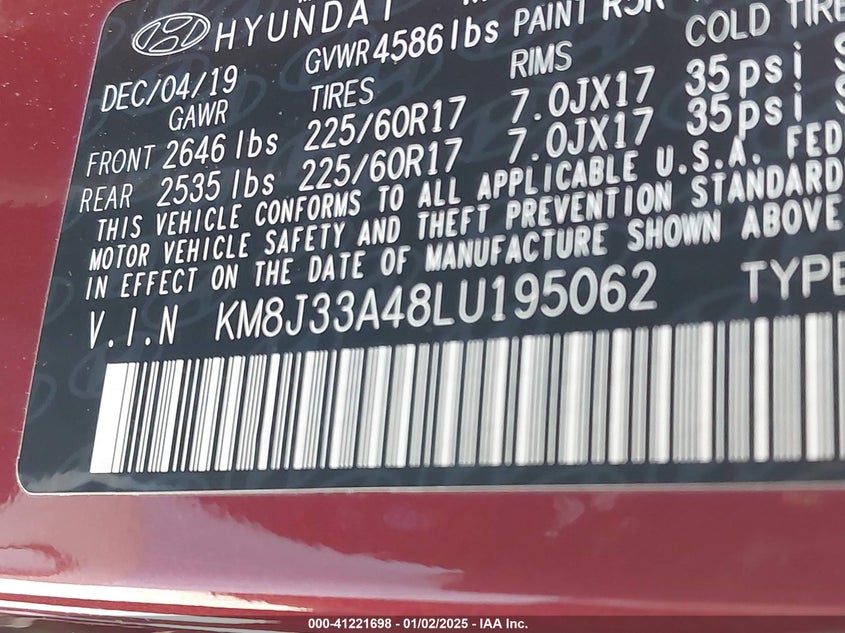 HYUNDAI
DEC/04/19 GVWR 4586 lbs PAINT
GAWR TIRES RIMS COLD TIRE
FRONT 2646 lbs 225/60R17 7.0JX17 35psi
REAR 2535 lbs 225/60R17 7.0JX17 35psi
THIS VEHICLE CONFORMS TO ALL APPLICABLE U.S.A. FED
MOTOR VEHICLE SAFETY AND THEFT PREVENTION STANDARD
IN EFFECT ON THE DATE OF MANUFACTURE SHOWN ABOVE
V.I.N KM8J33A48LU195062 TYPE
000-41221698 - 01/02/2025 - IAA Inc.